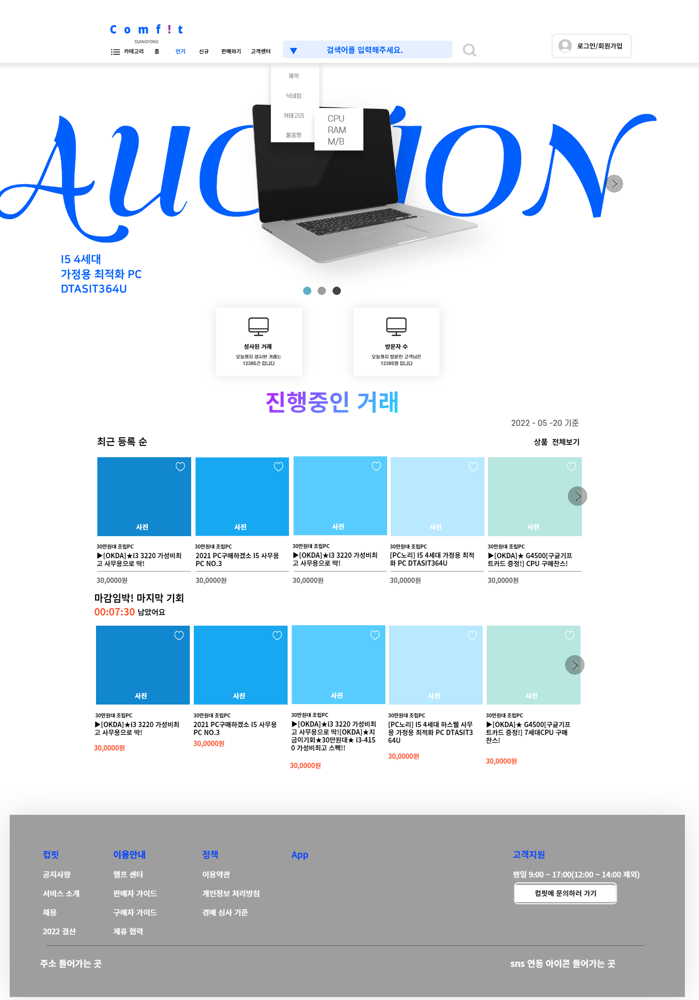 Comf!t
SSANGYONG
카테고리 홈 인기 신규 판매하기 고객센터
▼ 검색어를 입력해주세요.
로그인/회원가입
제목
닉네임
카테고리
물품명
CPU
RAM
M/B
AUC ION
I5 4세대
가정용 최적화 PC
DTASIT364U
성사된 거래
오늘까지 성사된 거래는
12385건 입니다
방문자 수
오늘까지 방문한 고객님은
12385명 입니다
진행중인 거래
2022 - 05 -20 기준
최근 등록 순
상품 전체보기
사진
사진
사진
사진
사진
30만원대 조립PC
▶[OKDA]★i3 3220 가성비최
고 사무용으로 딱!
30,0000원
30만원대 조립PC
2021 PC구매하겠소 I5 사무용
PC NO.3
30,0000원
30만원대 조립PC
▶[OKDA]★i3 3220 가성비최
고 사무용으로 딱!
30,0000원
30만원대 조립PC
[PC노리] I5 4세대 가정용 최적
화 PC DTASIT364U
30,0000원
30만원대 조립PC
▶[OKDA]★ G4500[구글기프
트카드 증정!] CPU 구매찬스!
30,0000원
마감임박! 마지막 기회
00:07:30 남았어요
사진
사진
사진
사진
사진
30만원대 조립PC
▶[OKDA]★i3 3220 가성비최
고 사무용으로 딱!
30,0000원
30만원대 조립PC
2021 PC구매하겠소 I5 사무용
PC NO.3
30,0000원
30만원대 조립PC
▶[OKDA]★i3 3220 가성비최
고 사무용으로 딱![OKDA]★지
금이기회★30만원대★ i3-415
0 가성비최고 스펙!!
30,0000원
30만원대 조립PC
[PC노리] I5 4세대 하스웰 사무
용 가정용 최적화 PC DTASIT3
64U
30,0000원
30만원대 조립PC
▶[OKDA]★ G4500[구글기프
트카드 증정!] 7세대CPU 구매
찬스!
30,0000원
컴핏
공지사항
서비스 소개
채용
2022 결산
이용안내
헬프 센터
판매자 가이드
구매자 가이드
제휴 협력
정책
이용약관
개인정보 처리방침
경매 심사 기준
App
고객지원
평일 9:00 ~ 17:00(12:00 ~ 14:00 제외)
컴핏에 문의하러 가기
주소 들어가는 곳
sns 연동 아이콘 들어가는 곳